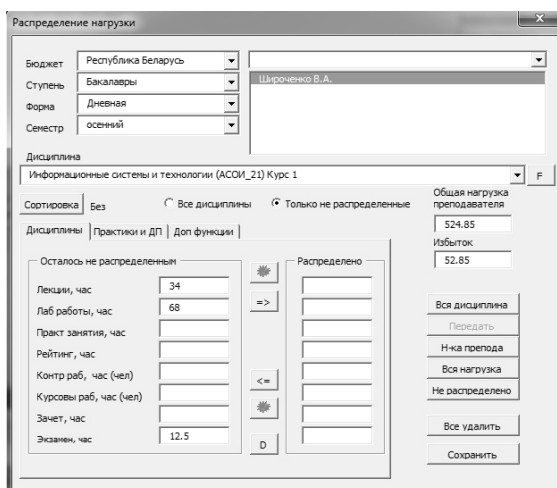 Распределение нагрузки
x
Бюджет Республика Беларусь
Ступень Бакалавры
Форма Дневная
Семестр осенний
Широченко В.А.
Дисциплина
Информационные системы и технологии (АСОИ_21) Курс 1
F
Сортировка Без
Все дисциплины
Только не распределенные
Общая нагрузка
преподавателя
524.85
Избыток
52.85
Дисциплины Практики и ДП Доп функции
Осталось не распределенным
Лекции, час 34
Лаб работы, час 68
Практ занятия, час
Рейтинг, час
Контр раб, час (чел)
Курсовы раб, час (чел)
Зачет, час
Экзамен, час 12.5
=>
<=
D
Распределено
Вся дисциплина
Передать
Н-ка препода
Вся нагрузка
Не распределено
Все удалить
Сохранить